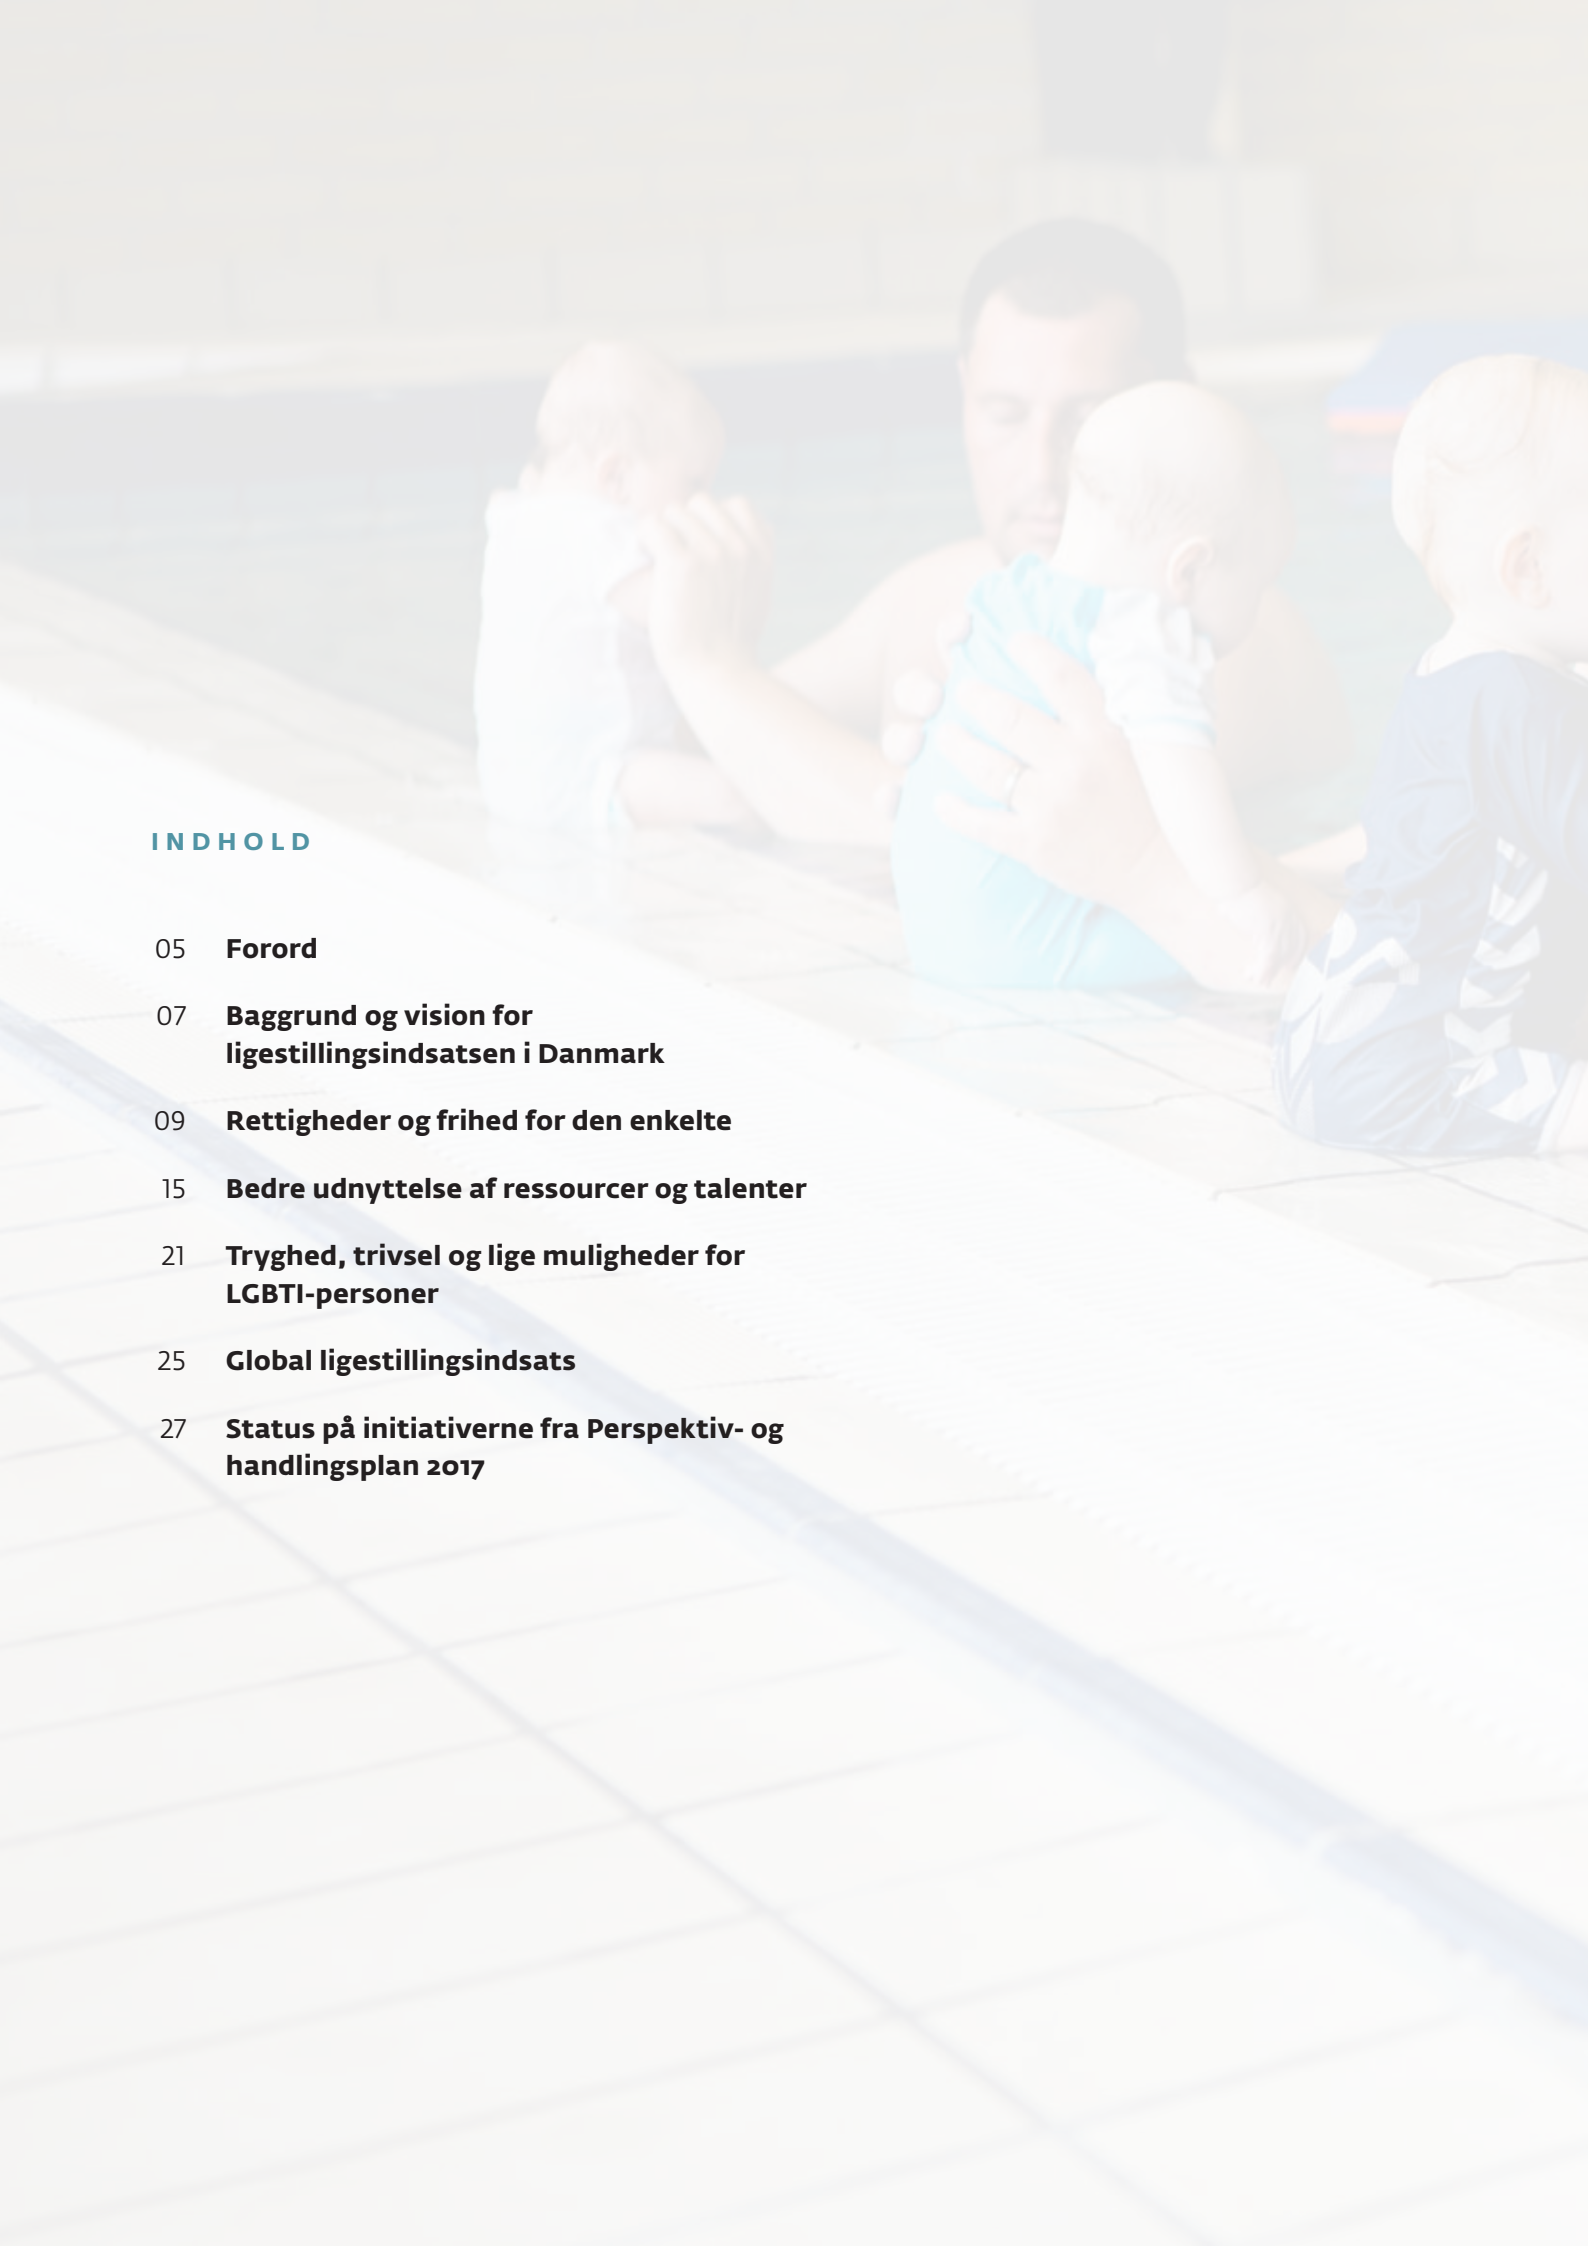 INDHOLD
05 Forord
07 Baggrund og vision for
ligestillingsindsatsen i Danmark
09 Rettigheder og frihed for den enkelte
15 Bedre udnyttelse af ressourcer og talenter
21 Tryghed, trivsel og lige muligheder for
LGBTI-personer
25 Global ligestillingsindsats
27 Status på initiativerne fra Perspektiv- og
handlingsplan 2017